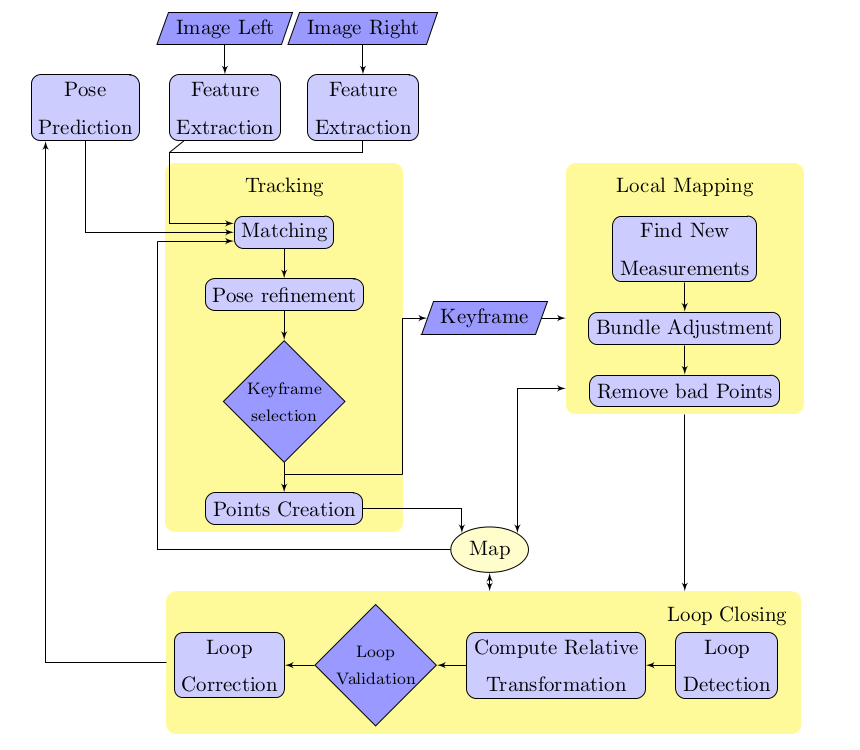 Image Left
Image Right
Pose
Prediction
Feature
Extraction
Feature
Extraction
Tracking
Matching
Pose refinement
Keyframe
selection
Points Creation
Keyframe
Local Mapping
Find New
Measurements
Bundle Adjustment
Remove bad Points
Map
Loop Closing
Loop
Correction
Loop
Validation
Compute Relative
Transformation
Loop
Detection